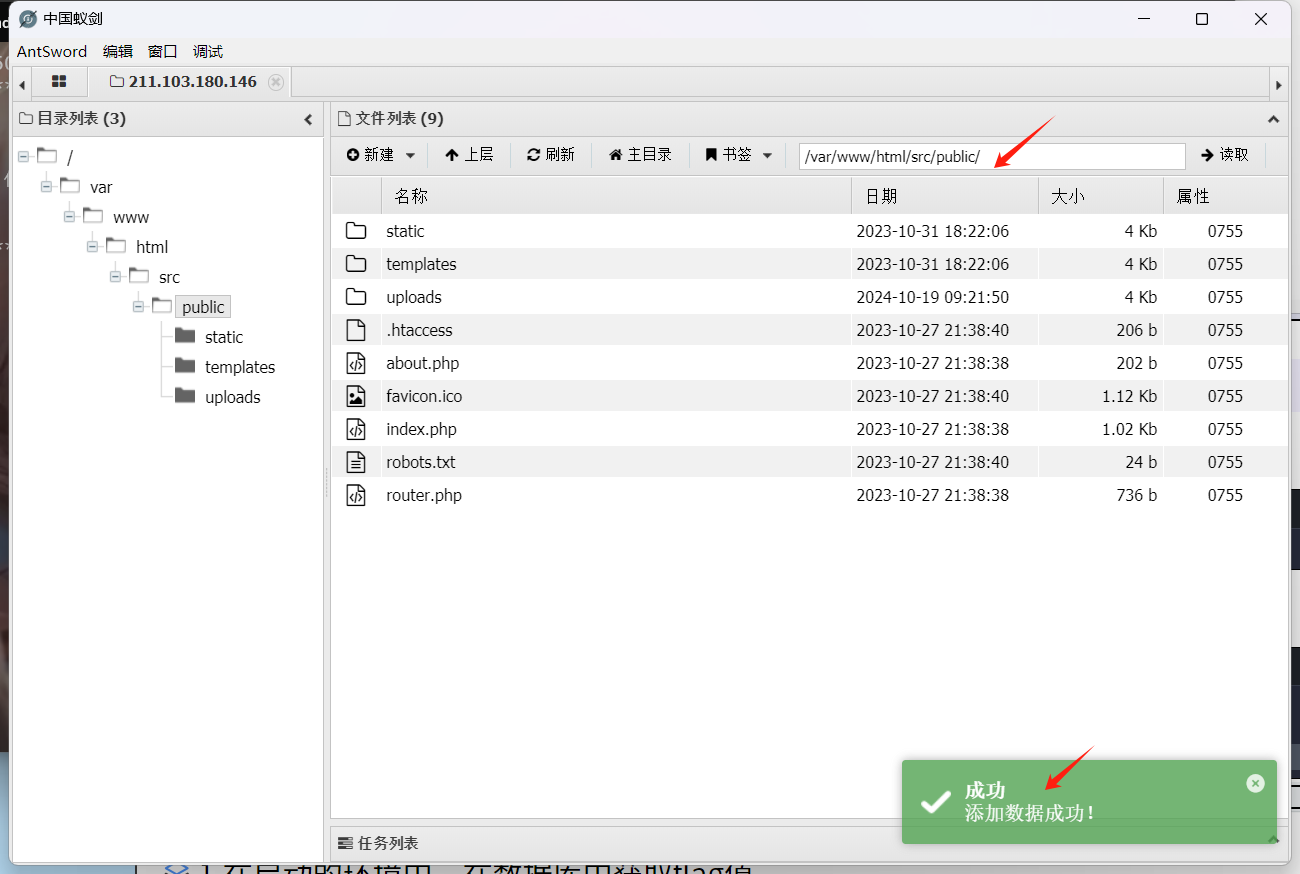 中国蚁剑
AntSword 编辑 窗口 调试
211.103.180.146
目录列表 (3)
/
var
www
html
src
public
static
templates
uploads
文件列表 (9)
新建 上层 刷新 主目录 书签 /var/www/html/src/public/ 读取
名称 日期 大小 属性
static 2023-10-31 18:22:06 4 Kb 0755
templates 2023-10-31 18:22:06 4 Kb 0755
uploads 2024-10-19 09:21:50 4 Kb 0755
.htaccess 2023-10-27 21:38:40 206 b 0755
about.php 2023-10-27 21:38:38 202 b 0755
favicon.ico 2023-10-27 21:38:40 1.12 Kb 0755
index.php 2023-10-27 21:38:38 1.02 Kb 0755
robots.txt 2023-10-27 21:38:40 24 b 0755
router.php 2023-10-27 21:38:38 736 b 0755
成功
添加数据成功！
任务列表